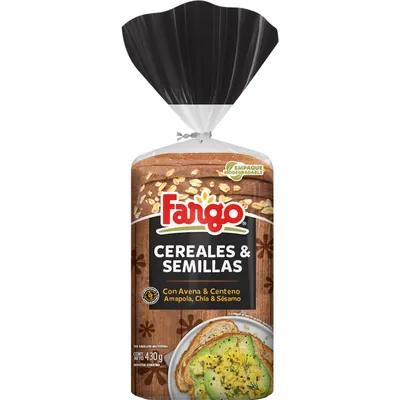 EMPAQUE
BIODEGRADABLE
Fargo®
CEREALES &
SEMILLAS
Con Avena & Centeno
Amapola, Chía & Sésamo
430 g